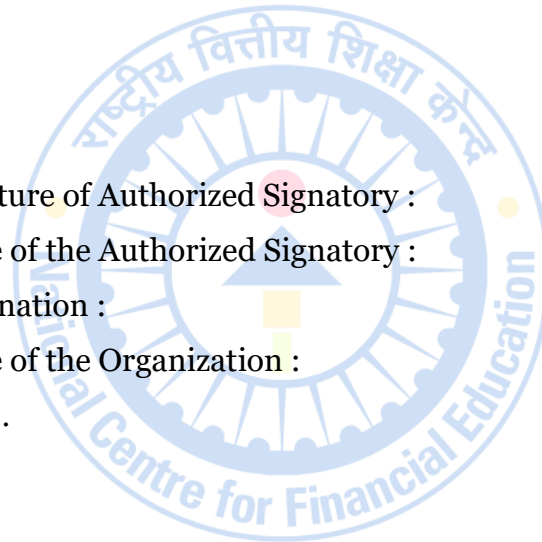 राष्ट्रीय वित्तीय शिक्षा केन्द्र
ture of Authorized Signatory :
e of the Authorized Signatory :
nation :
e of the Organization :
.
National Centre for Financial Education